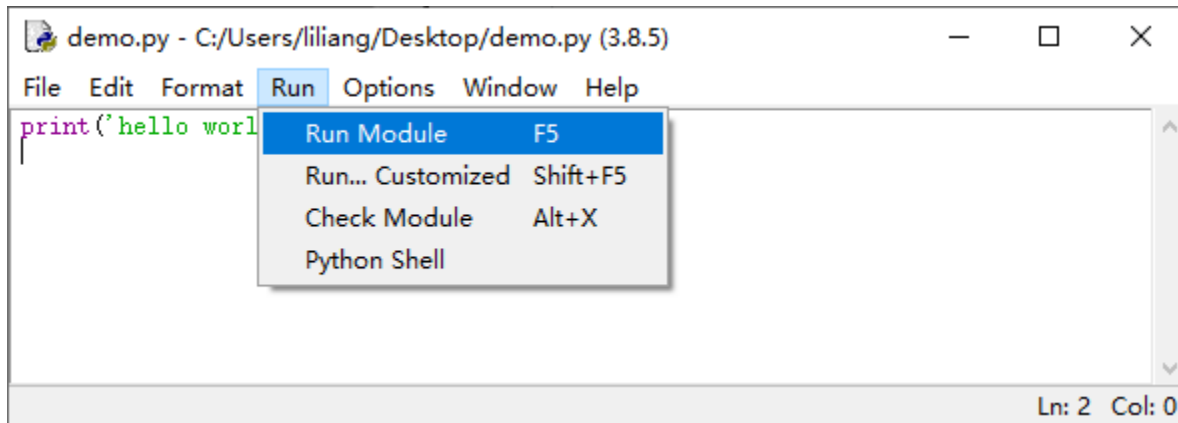 demo.py - C:/Users/liliang/Desktop/demo.py (3.8.5)
File Edit Format Run Options Window Help
print('hello worl
Run Module F5
Run... Customized Shift+F5
Check Module Alt+X
Python Shell
Ln: 2 Col: 0